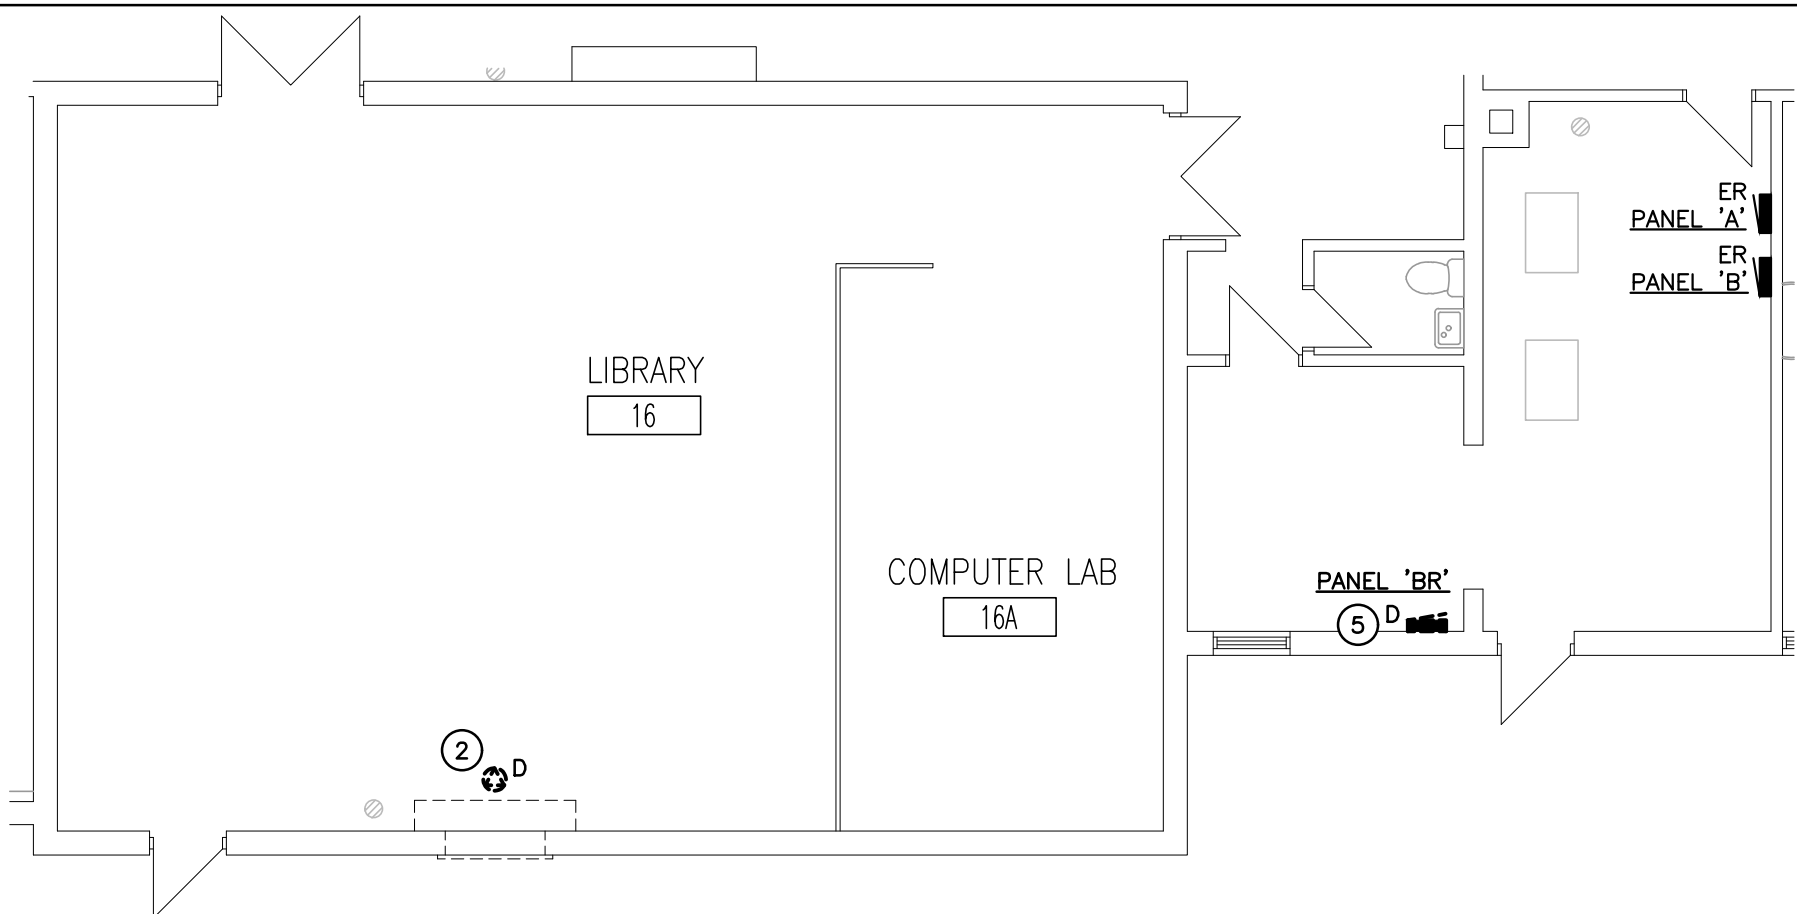 ER
PANEL 'A'
ER
PANEL 'B'
LIBRARY
16
COMPUTER LAB
16A
PANEL 'BR'
5 D
2
D